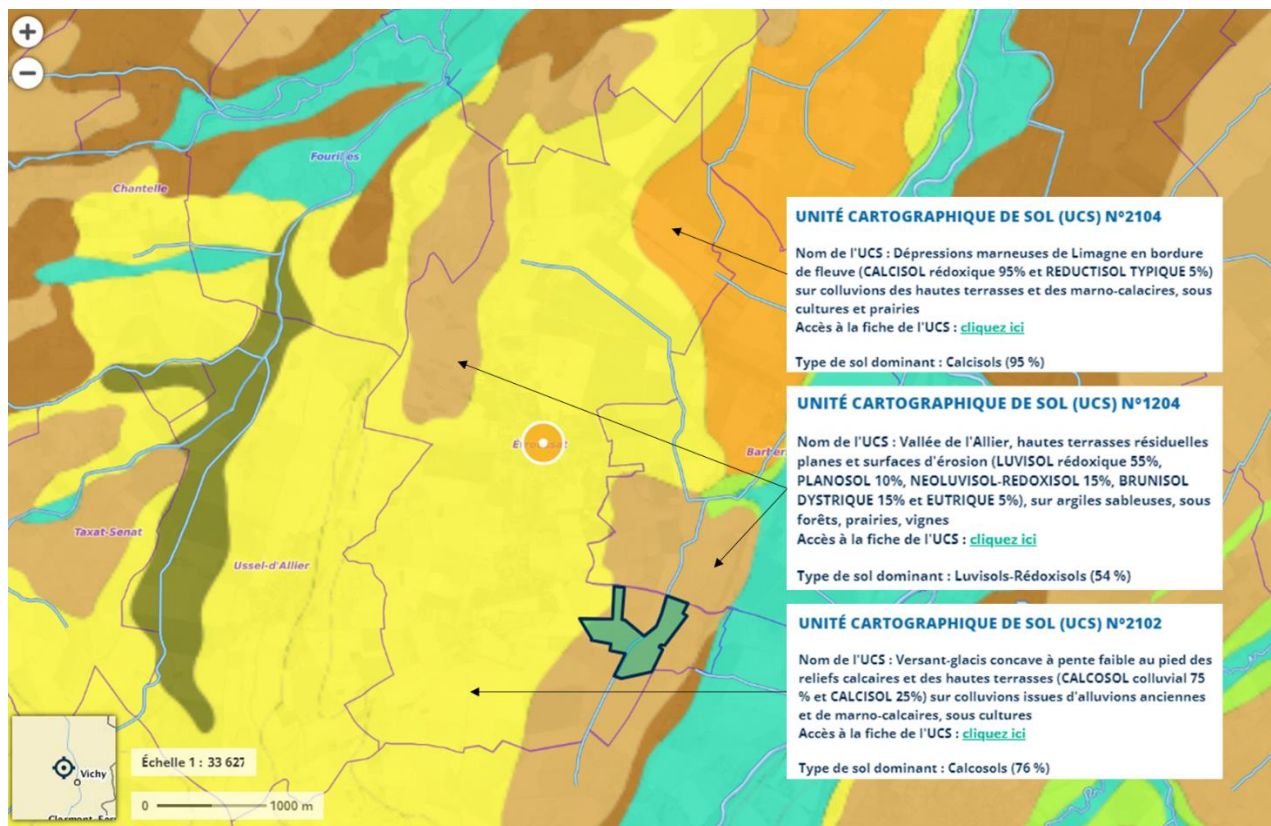 +
−
Fourilles
Chantelle
UNITÉ CARTOGRAPHIQUE DE SOL (UCS) N°2104
Nom de l'UCS : Dépressions marneuses de Limagne en bordure
de fleuve (CALCISOL rédoxique 95% et REDUCTISOL TYPIQUE 5%)
sur colluvions des hautes terrasses et des marno-calacires, sous
cultures et prairies
Accès à la fiche de l'UCS : cliquez ici
Type de sol dominant : Calcisols (95 %)
UNITÉ CARTOGRAPHIQUE DE SOL (UCS) N°1204
Nom de l'UCS : Vallée de l'Allier, hautes terrasses résiduelles
planes et surfaces d'érosion (LUVISOL rédoxique 55%,
PLANOSOL 10%, NEOLUVISOL-REDOXISOL 15%, BRUNISOL
DYSTRIQUE 15% et EUTRIQUE 5%), sur argiles sableuses, sous
forêts, prairies, vignes
Accès à la fiche de l'UCS : cliquez ici
Type de sol dominant : Luvisols-Rédoxisols (54 %)
Taxat-Senat
Ussel-d'Allier
UNITÉ CARTOGRAPHIQUE DE SOL (UCS) N°2102
Nom de l'UCS : Versant-glacis concave à pente faible au pied des
reliefs calcaires et des hautes terrasses (CALCOSOL colluvial 75
% et CALCISOL 25%) sur colluvions issues d'alluvions anciennes
et de marno-calcaires, sous cultures
Accès à la fiche de l'UCS : cliquez ici
Type de sol dominant : Calcosols (76 %)
Vichy
Échelle 1 : 33 627
0 1000 m